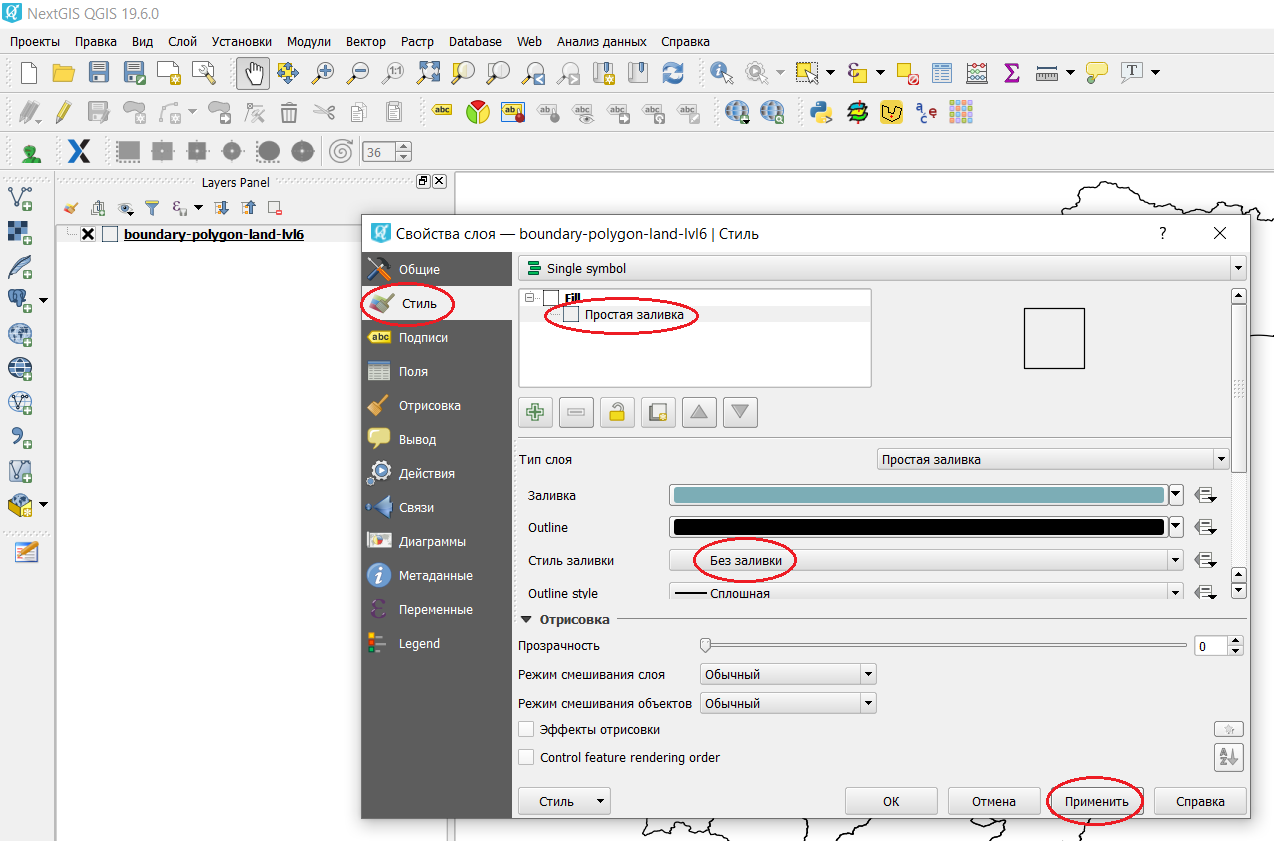 NextGIS QGIS 19.6.0
Проекты Правка Вид Слой Установки Модули Вектор Растр Database Web Анализ данных Справка
36
Layers Panel
boundary-polygon-land-lvl6
Свойства слоя — boundary-polygon-land-lvl6 | Стиль
Общие
Стиль
Подписи
Поля
Отрисовка
Вывод
Действия
Связи
Диаграммы
Метаданные
Переменные
Legend
Single symbol
Fill
Простая заливка
Тип слоя Простая заливка
Заливка
Outline
Стиль заливки Без заливки
Outline style Сплошная
Отрисовка
Прозрачность 0
Режим смешивания слоя Обычный
Режим смешивания объектов Обычный
Эффекты отрисовки
Control feature rendering order
Стиль OK Отмена Применить Справка